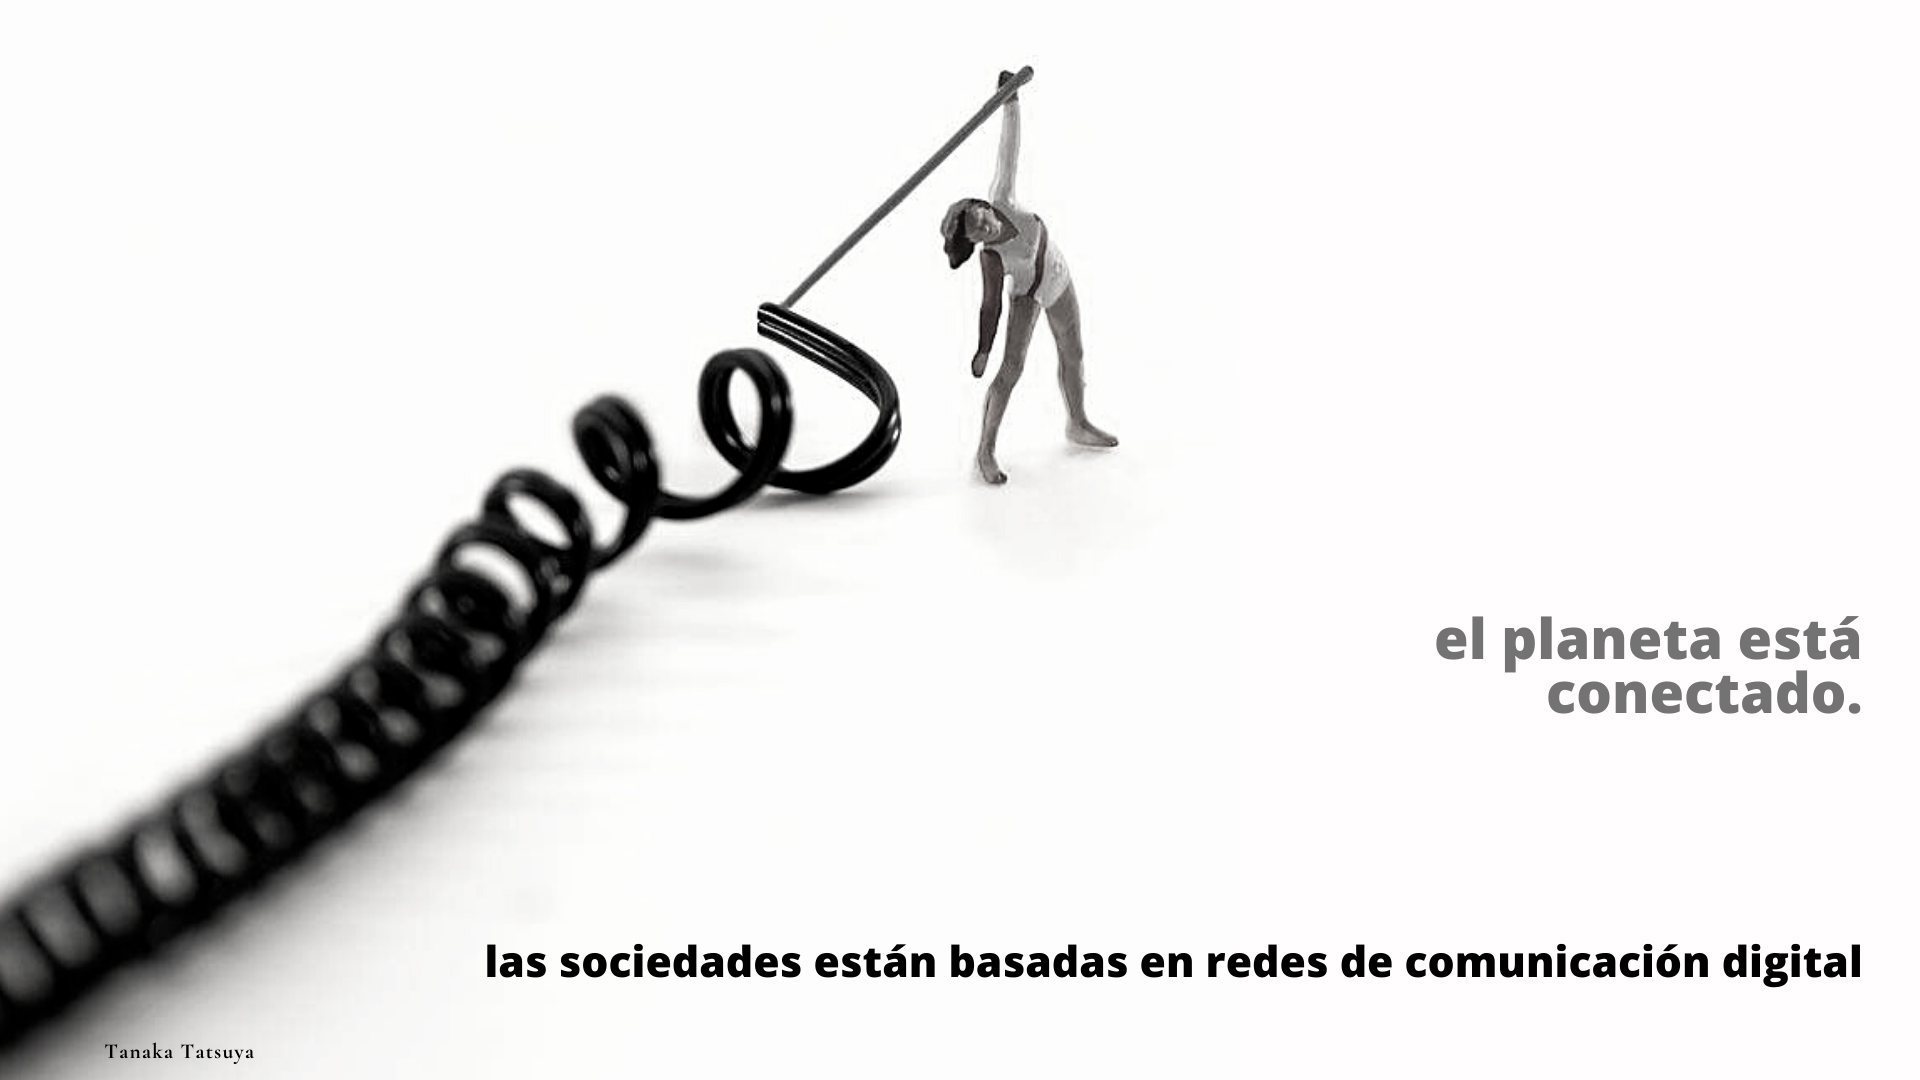 el planeta está
conectado.
las sociedades están basadas en redes de comunicación digital
Tanaka Tatsuya